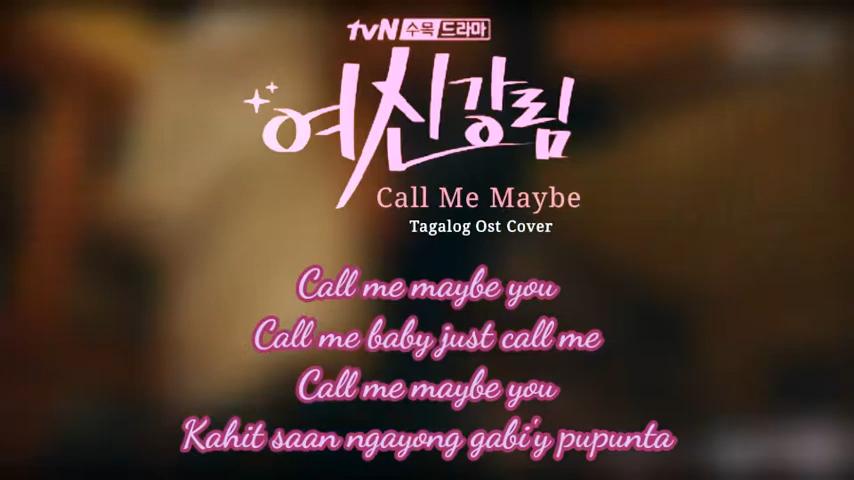 tvN 수목 드라마
여신강림
Call Me Maybe
Tagalog Ost Cover
Call me maybe you
Call me baby just call me
Call me maybe you
Kahit saan ngayong gabi'y pupunta